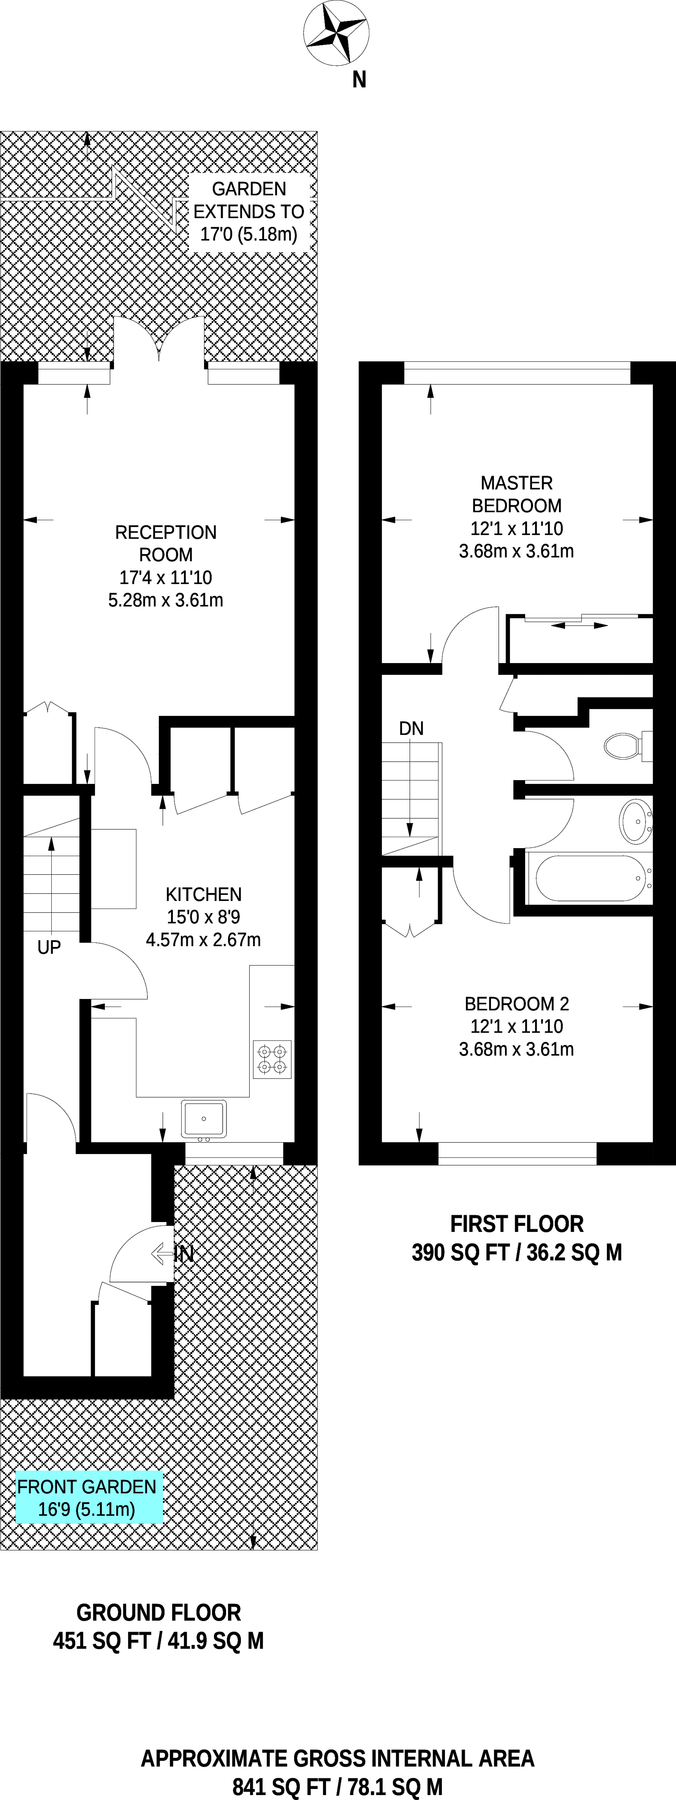 N
GARDEN
EXTENDS TO
17'0 (5.18m)
RECEPTION
ROOM
17'4 x 11'10
5.28m x 3.61m
MASTER
BEDROOM
12'1 x 11'10
3.68m x 3.61m
DN
KITCHEN
15'0 x 8'9
4.57m x 2.67m
UP
BEDROOM 2
12'1 x 11'10
3.68m x 3.61m
IN
FIRST FLOOR
390 SQ FT / 36.2 SQ M
FRONT GARDEN
16'9 (5.11m)
GROUND FLOOR
451 SQ FT / 41.9 SQ M
APPROXIMATE GROSS INTERNAL AREA
841 SQ FT / 78.1 SQ M